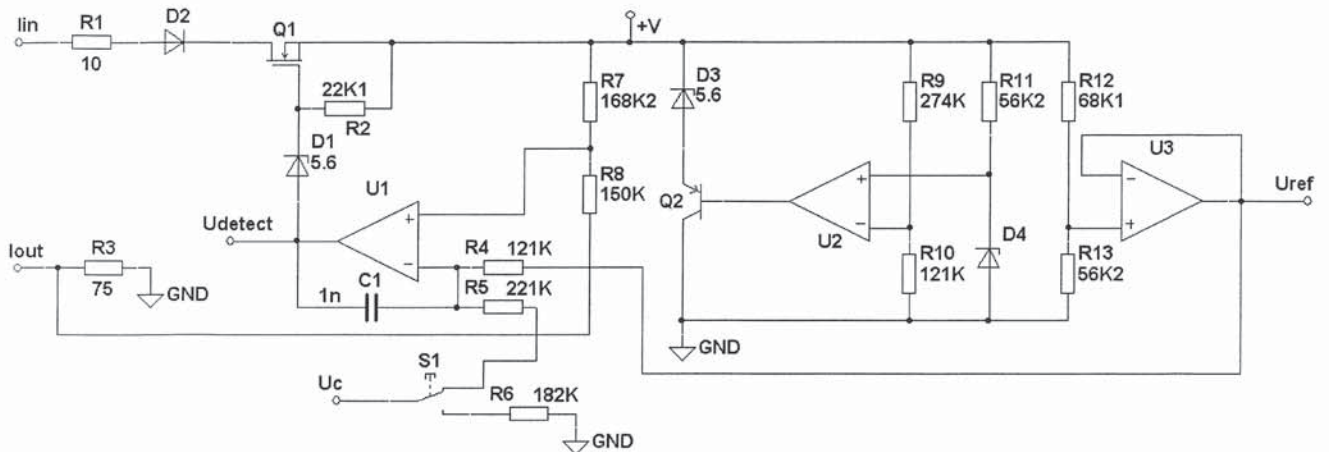 Iin
R1
10
D2
Q1
+V
22K1
R2
D1
5.6
R7
168K2
R8
150K
D3
5.6
R9
274K
R11
56K2
R12
68K1
U1
+
−
Udetect
Q2
+
−
U2
R10
121K
D4
R13
56K2
−
+
U3
Uref
Iout
R3
75
GND
1n
C1
R4
121K
R5
221K
GND
Uc
S1
R6
182K
GND